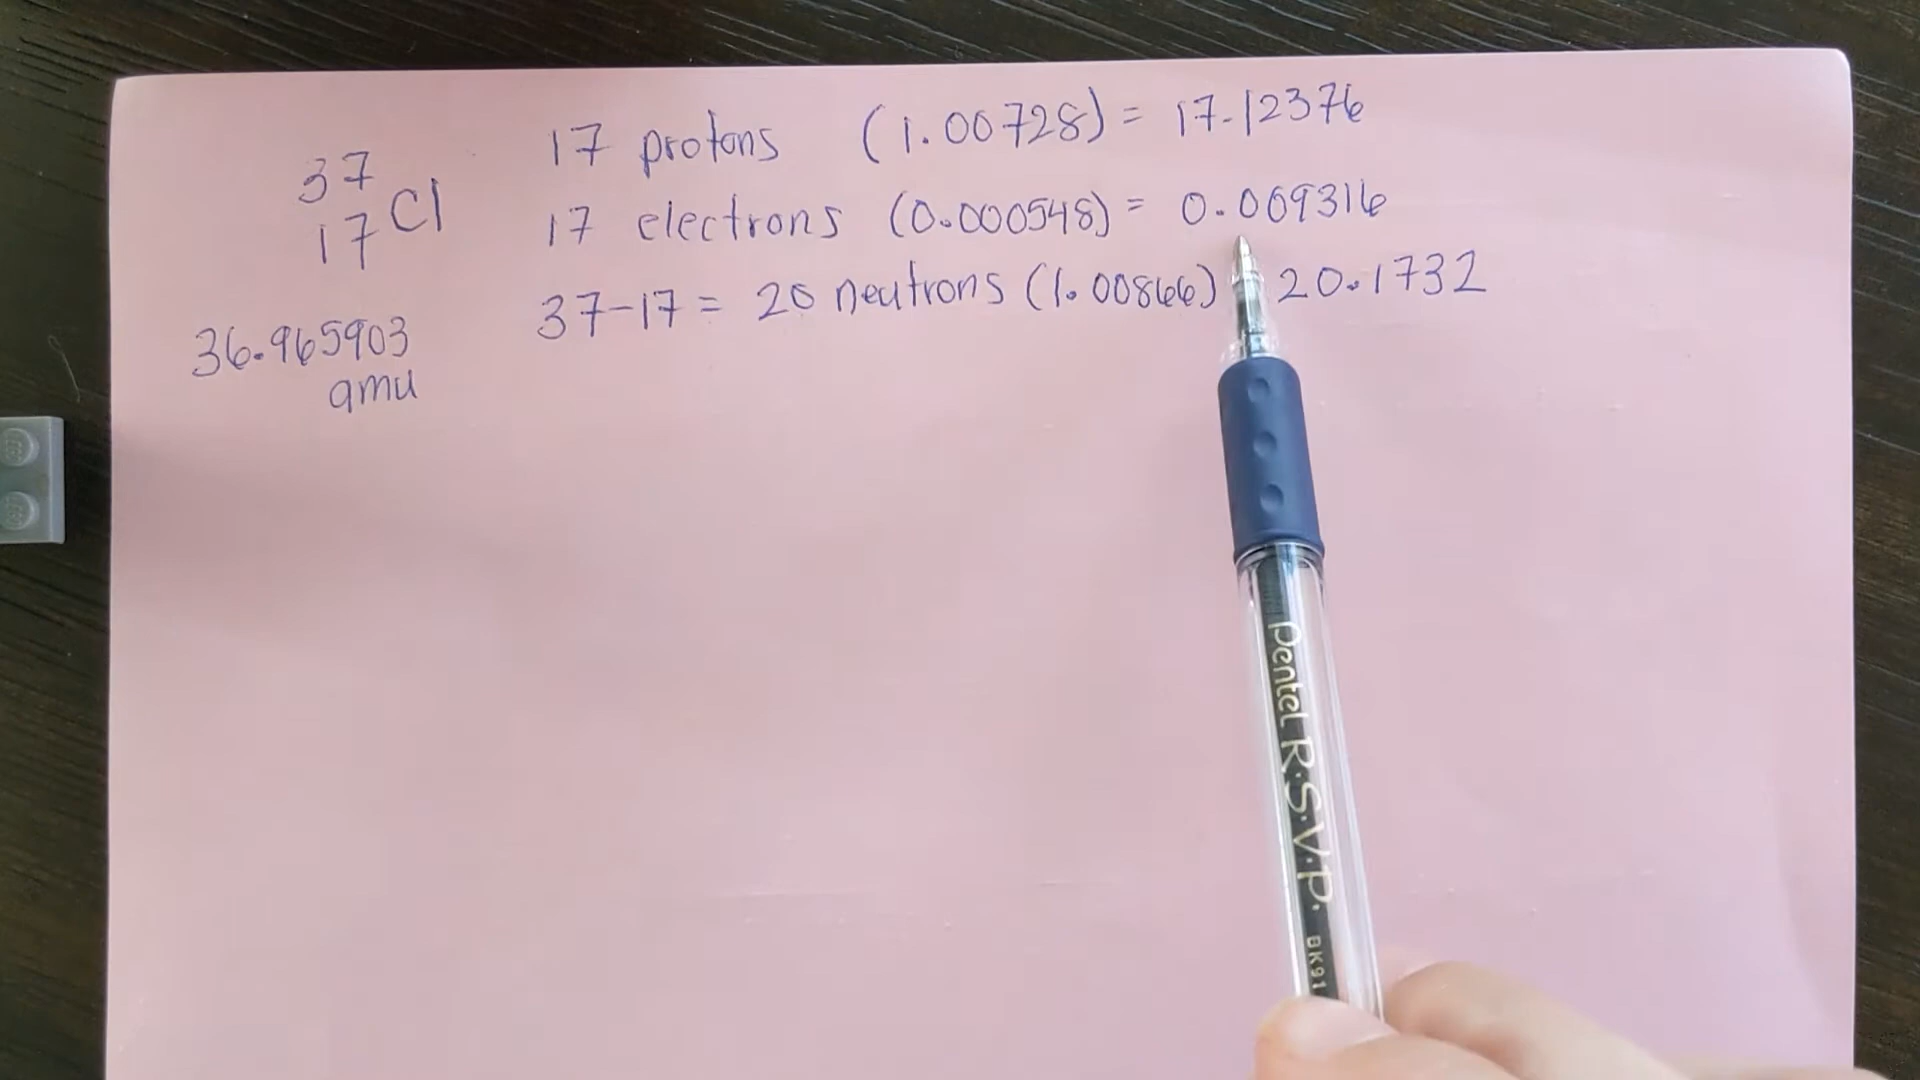 37
17 Cl
36.965903
amu
17 protons (1.00728) = 17.12376
17 electrons (0.000548) = 0.009316
37-17 = 20 neutrons (1.00866) 20.1732
Pentel R.S.V.P. BK91